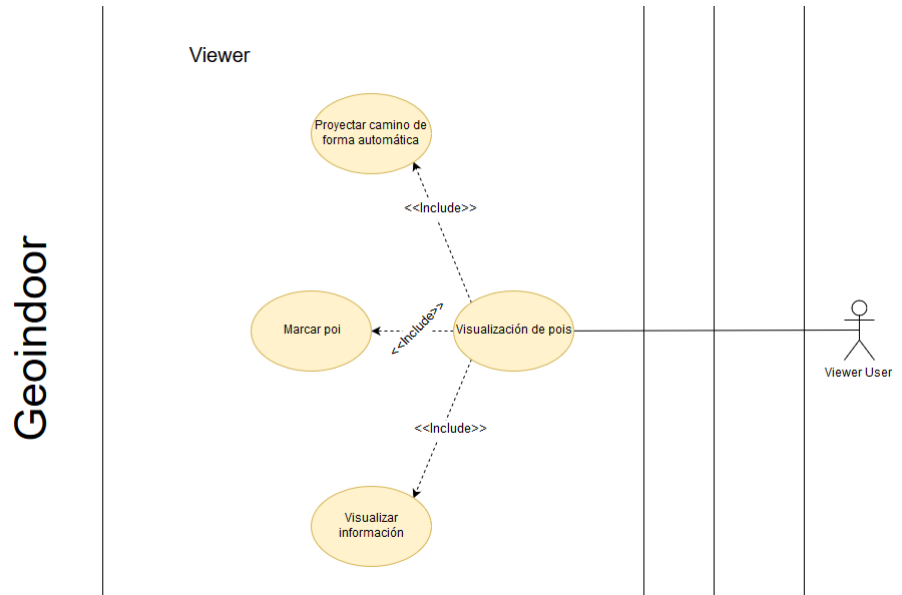 Viewer
Proyectar camino de
forma automática
<<Include>>
Geoindoor
Marcar poi
<<Include>>
Visualización de pois
Viewer User
<<Include>>
Visualizar
información